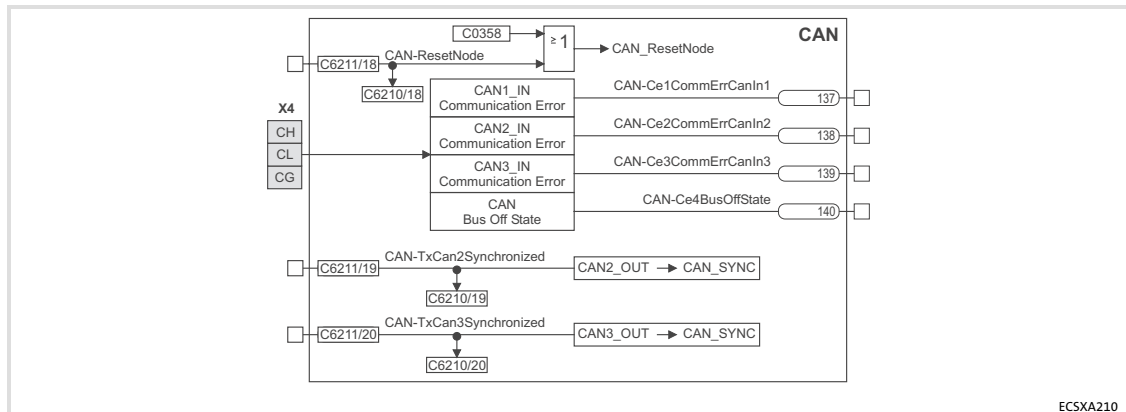 CAN
C0358
≥ 1
CAN_ResetNode
C6211/18
CAN-ResetNode
C6210/18
X4
CH
CL
CG
CAN1_IN
Communication Error
CAN2_IN
Communication Error
CAN3_IN
Communication Error
CAN
Bus Off State
CAN-Ce1CommErrCanIn1
137
CAN-Ce2CommErrCanIn2
138
CAN-Ce3CommErrCanIn3
139
CAN-Ce4BusOffState
140
C6211/19
CAN-TxCan2Synchronized
C6210/19
CAN2_OUT → CAN_SYNC
C6211/20
CAN-TxCan3Synchronized
C6210/20
CAN3_OUT → CAN_SYNC
ECSXA210